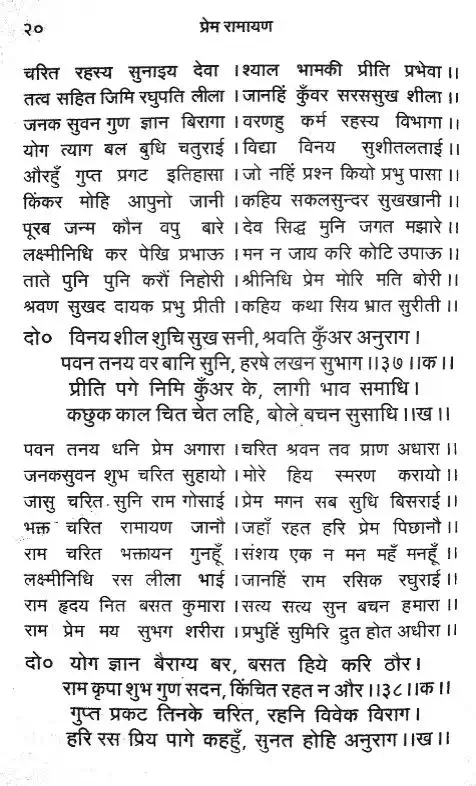 २०
प्रेम रामायण
चरित रहस्य सुनाइय देवा । श्याल भामकी प्रीति प्रभेवा ।।
तत्व सहित जिमि रघुपति लीला । जानहिं कुँवर सरससुख शीला ।।
जनक सुवन गुण ज्ञान बिरागा । वरणहु कर्म रहस्य विभागा ।।
योग त्याग बल बुधि चतुराई । विद्या विनय सुशीतलताई ।।
औरहुँ गुप्त प्रगट इतिहासा । जो नहिं प्रश्न कियो प्रभु पासा ।।
किंकर मोहि आपुनो जानी । कहिय सकलसुन्दर सुखखानी ।।
पूरब जन्म कौन वपु बारे । देव सिद्ध मुनि जगत मझारे ।।
लक्ष्मीनिधि कर पेखि प्रभाऊ । मन न जाय करि कोटि उपाऊ ।।
ताते पुनि पुनि करौं निहोरी । श्रीनिधि प्रेम मोरि मति बोरी ।।
श्रवण सुखद दायक प्रभु प्रीती । कहिय कथा सिय भ्रात सुरीती ।।
दो० विनय शील शुचि सुख सनी, श्रवति कुँअर अनुराग ।
पवन तनय वर बानि सुनि, हरषे लखन सुभाग ।।३७ ।।क ।
प्रीति पगे निमि कुँअर के, लागी भाव समाधि ।
कछुक काल चित चेत लहि, बोले बचन सुसाधि ।।ख ।।
पवन तनय धनि प्रेम अगारा । चरित श्रवन तव प्राण अधारा ।।
जनकसुवन शुभ चरित सुहायो । मोरे हिय स्मरण करायो ।।
जासु चरित सुनि राम गोसाई । प्रेम मगन सब सुधि बिसराई ।।
भक्त चरित रामायण जानौ । जहाँ रहत हरि प्रेम पिछानौ ।।
राम चरित भक्तायन गुनहूँ । संशय एक न मन महँ मनहूँ ।।
लक्ष्मीनिधि रस लीला भाई । जानहिं राम रसिक रघुराई ।।
राम हृदय नित बसत कुमारा । सत्य सत्य सुन बचन हमारा ।।
राम प्रेम मय सुभग शरीरा । प्रभुहिं सुमिरि द्रुत होत अधीरा ।।
दो० योग ज्ञान बैराग्य बर, बसत हिये करि ठौर ।
राम कृपा शुभ गुण सदन, किंचित रहत न और ।।३८ ।।क ।
गुप्त प्रकट तिनके चरित, रहनि विवेक विराग ।
हरि रस प्रिय पागे कहहुँ, सुनत होहि अनुराग ।।ख ।।